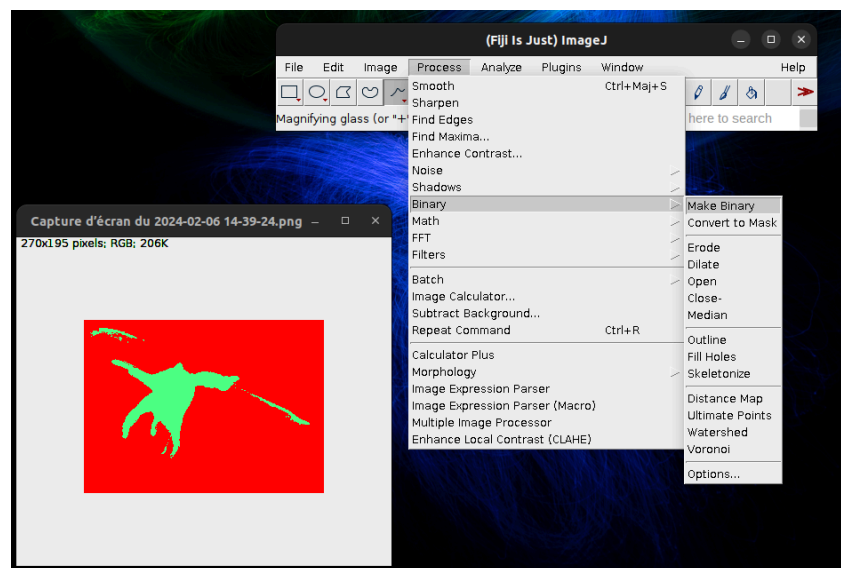 (Fiji Is Just) ImageJ
File Edit Image Process Analyze Plugins Window Help
Magnifying glass (or "+"
here to search
Smooth Ctrl+Maj+S
Sharpen
Find Edges
Find Maxima...
Enhance Contrast...
Noise
Shadows
Binary
Math
FFT
Filters
Batch
Image Calculator...
Subtract Background...
Repeat Command Ctrl+R
Calculator Plus
Morphology
Image Expression Parser
Image Expression Parser (Macro)
Multiple Image Processor
Enhance Local Contrast (CLAHE)
Make Binary
Convert to Mask
Erode
Dilate
Open
Close-
Median
Outline
Fill Holes
Skeletonize
Distance Map
Ultimate Points
Watershed
Voronoi
Options...
Capture d'écran du 2024-02-06 14-39-24.png
270x195 pixels; RGB; 206K